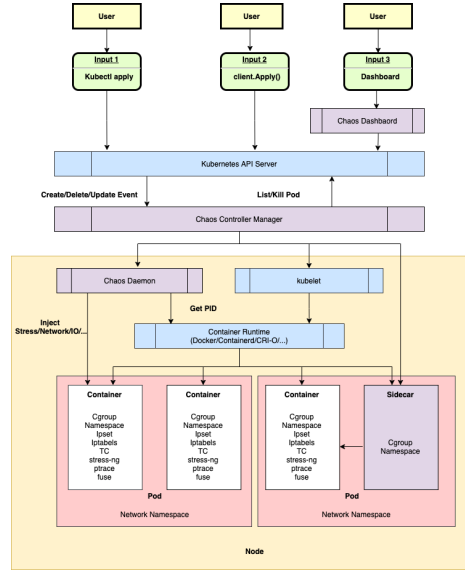 User
User
User
Input 1
Kubectl apply
Input 2
client.Apply()
Input 3
Dashboard
Chaos Dashbaord
Kubernetes API Server
Create/Delete/Update Event
List/Kill Pod
Chaos Controller Manager
Chaos Daemon
kubelet
Get PID
Inject
Stress/Network/IO/...
Container Runtime
(Docker/Containerd/CRI-O/...)
Container
Cgroup
Namespace
Ipset
Iptabels
TC
stress-ng
ptrace
fuse
Container
Cgroup
Namespace
Ipset
Iptabels
TC
stress-ng
ptrace
fuse
Pod
Network Namespace
Container
Cgroup
Namespace
Ipset
Iptabels
TC
stress-ng
ptrace
fuse
Sidecar
Cgroup
Namespace
Pod
Network Namespace
Node